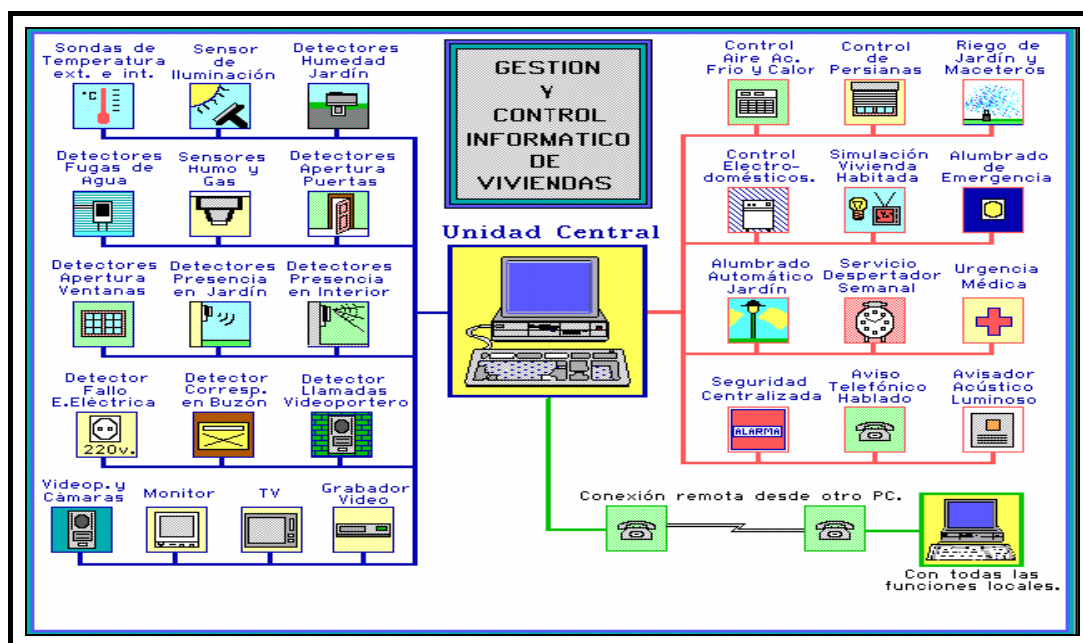 Sondas de
Temperatura
ext. e int.
Sensor
de
Iluminación
Detectores
Humedad
Jardín
GESTION
Y
CONTROL
INFORMATICO
DE
VIVIENDAS
Control
Aire Ac.
Frio y Calor
Control
de
Persianas
Riego de
Jardín y
Maceteros
°C
Detectores
Fugas de
Agua
Sensores
Humo y
Gas
Detectores
Apertura
Puertas
Control
Electro-
domésticos.
Simulación
Vivienda
Habitada
Alumbrado
de
Emergencia
Unidad Central
Detectores
Apertura
Ventanas
Detectores
Presencia
en Jardín
Detectores
Presencia
en Interior
Alumbrado
Automático
Jardín
Servicio
Despertador
Semanal
Urgencia
Médica
Detector
Fallo
E.Eléctrica
Detector
Corresp.
en Buzón
Detector
Llamadas
Videoportero
Seguridad
Centralizada
Aviso
Telefónico
Hablado
Avisador
Acústico
Luminoso
220v.
ALARMA
Videop. y
Cámaras
Monitor
TV
Grabador
Video
Conexión remota desde otro PC.
Con todas las
funciones locales.